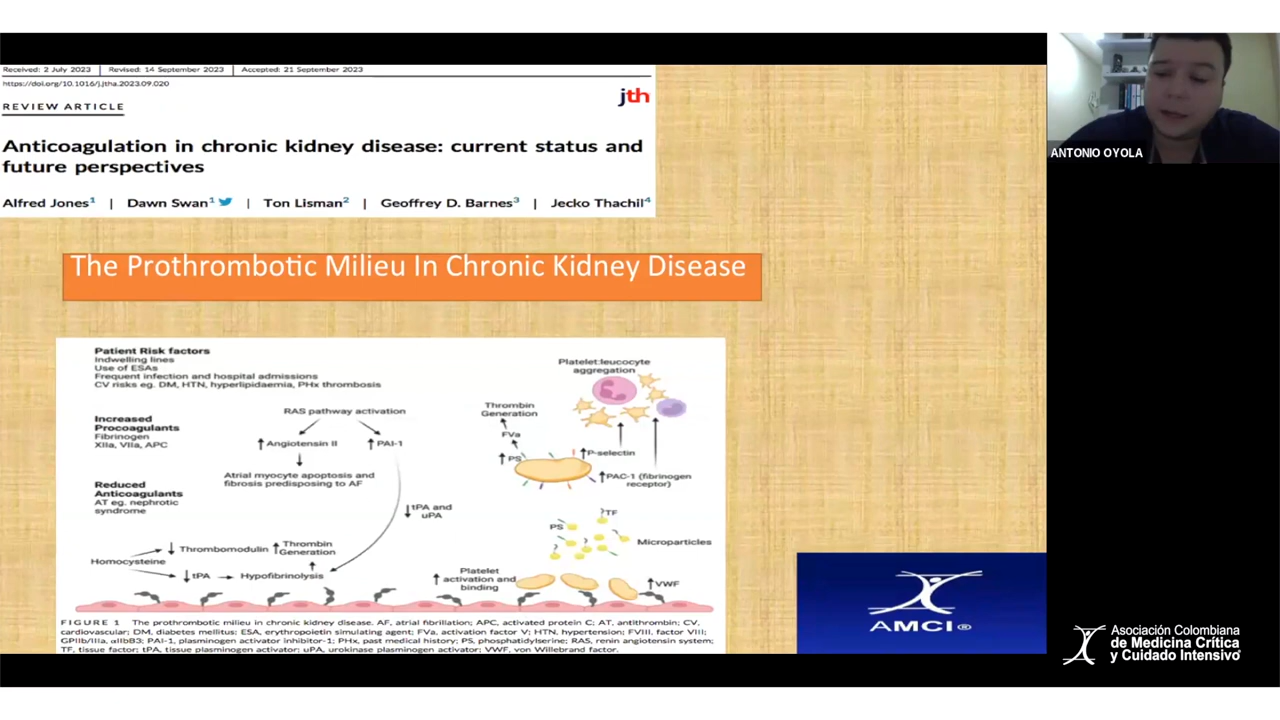 Received: 2 July 2023 | Revised: 14 September 2023 | Accepted: 21 September 2023
https://doi.org/10.1016/j.jtha.2023.09.020
REVIEW ARTICLE
jth
Anticoagulation in chronic kidney disease: current status and
future perspectives
Alfred Jones1 | Dawn Swan1 | Ton Lisman2 | Geoffrey D. Barnes3 | Jecko Thachil4
ANTONIO OYOLA
The Prothrombotic Milieu In Chronic Kidney Disease
Patient Risk factors
Indwelling lines
Use of ESAs
Frequent infection and hospital admissions
CV risks eg. DM, HTN, hyperlipidaemia, PHx thrombosis
Increased
Procoagulants
Fibrinogen
XIIa, VIIa, APC
Reduced
Anticoagulants
AT eg. nephrotic
syndrome
RAS pathway activation
↑Angiotensin II
↑PAI-1
Atrial myocyte apoptosis and
fibrosis predisposing to AF
↓tPA and
uPA
Homocysteine
↓ Thrombomodulin
↑Thrombin
Generation
↓tPA → Hypofibrinolysis
Platelet:leucocyte
aggregation
Thrombin
Generation
FVa
↑PS
↑P-selectin
↑PAC-1 (fibrinogen
receptor)
PS
TF
Microparticles
↑ Platelet
activation and
binding
↑VWF
FIGURE 1 The prothrombotic milieu in chronic kidney disease. AF, atrial fibrillation; APC, activated protein C; AT, antithrombin; CV,
cardiovascular; DM, diabetes mellitus; ESA, erythropoietin simulating agent; FVa, activation factor V; HTN, hypertension; FVIII, factor VIII;
GPIIb/IIIa, αIIbB3; PAI-1, plasminogen activator inhibitor-1; PHx, past medical history; PS, phosphatidylserine; RAS, renin angiotensin system;
TF, tissue factor; tPA, tissue plasminogen activator; uPA, urokinase plasminogen activator; VWF, von Willebrand factor.
AMCI®
Asociación Colombiana
de Medicina Crítica
y Cuidado Intensivo®